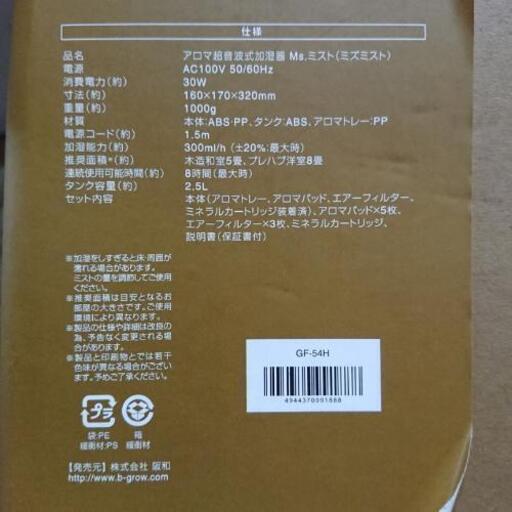 仕様
品名 アロマ超音波式加湿器 Ms.ミスト(ミズミスト)
電源 AC100V 50/60Hz
消費電力(約) 30W
寸法(約) 160×170×320mm
重量(約) 1000g
材質 本体:ABS・PP、タンク:ABS、アロマトレー:PP
電源コード(約) 1.5m
加湿能力(約) 300ml/h (±20%:最大時)
推奨面積※(約) 木造和室5畳、プレハブ洋室8畳
連続使用可能時間(約) 8時間(最大時)
タンク容量(約) 2.5L
セット内容 本体(アロマトレー、アロマパッド、エアーフィルター、
ミネラルカートリッジ装着済)、アロマパッド×5枚、
エアーフィルター×3枚、ミネラルカートリッジ、
説明書(保証書付)
※加湿をしすぎると床・周囲が
濡れる場合があります。
ミストの量を調節してご使用
ください。
※推奨面積は目安となるお
部屋の大きさです。ご使用
環境により異なります。
※製品の仕様や詳細は改良の
為、予告なく変更する場合
があります。
※製品と印刷物とでは若干
色味が異なる場合がありま
す。予めご了承ください。
GF-54H
4944370001888
プラ
袋:PE
緩衝材:PS
紙
箱
緩衝材
[発売元] 株式会社 阪和
www.b-grow.com